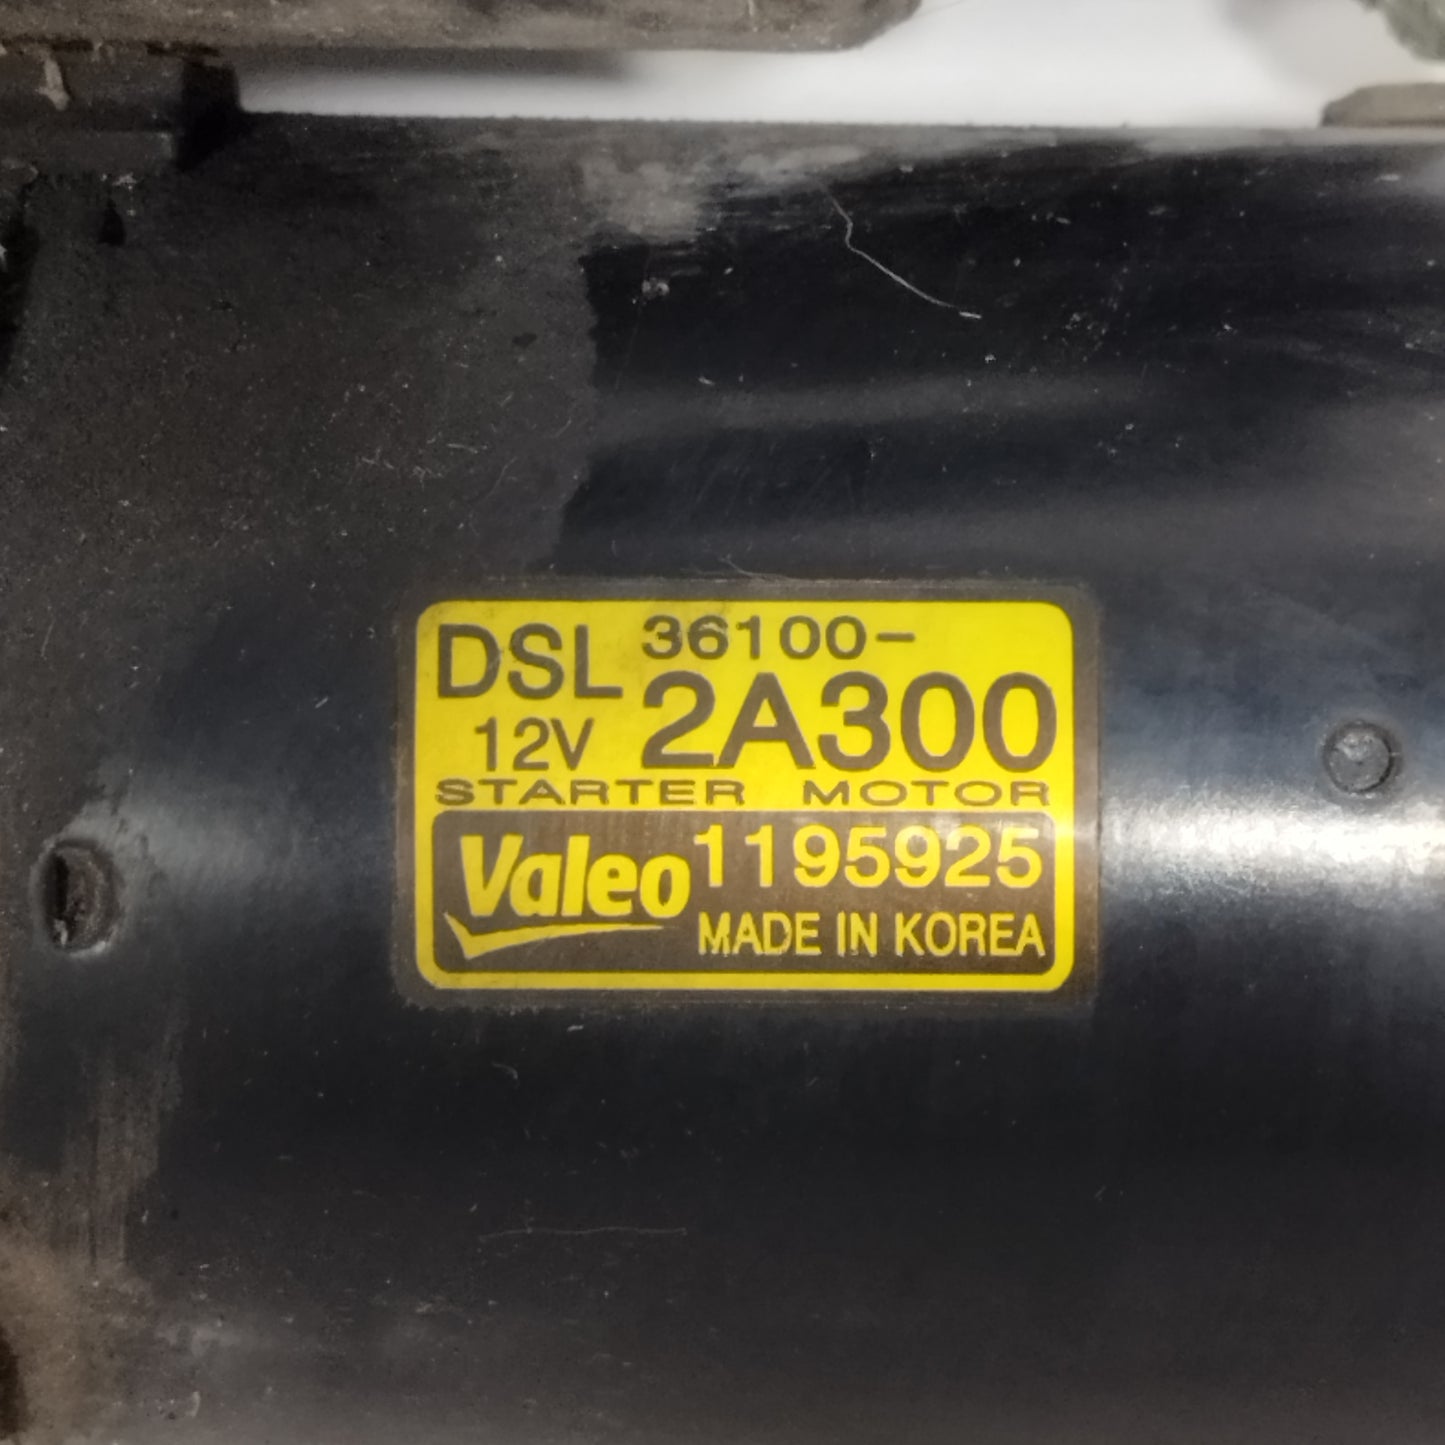 DSL 36100-
12V 2A300
STARTER MOTOR
Valeo 1195925
MADE IN KOREA